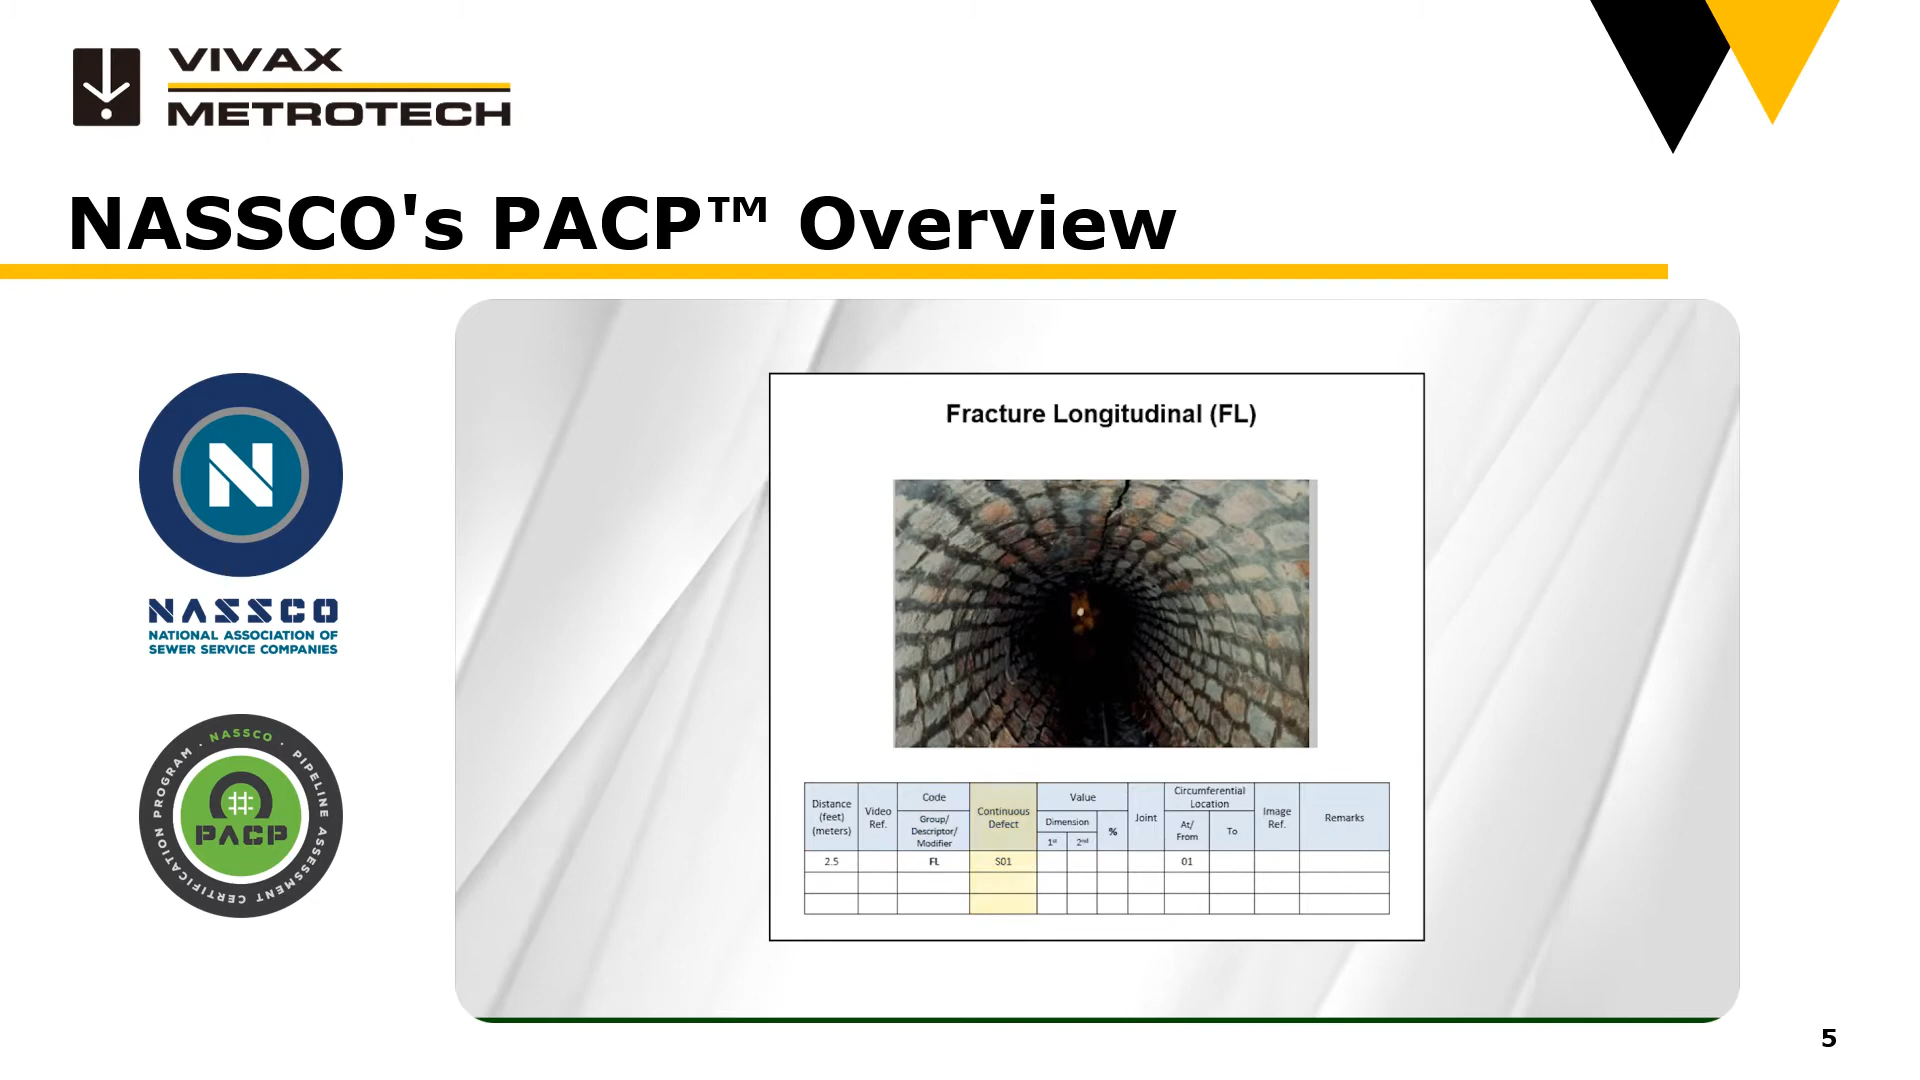 VIVAX
METROTECH
NASSCO's PACP™ Overview
N
NASSCO
NATIONAL ASSOCIATION OF
SEWER SERVICE COMPANIES
· NASSCO · PIPELINE ASSESSMENT CERTIFICATION PROGRAM
PACP
Fracture Longitudinal (FL)
Distance
(feet)
(meters)
Video
Ref.
Code
Group/
Descriptor/
Modifier
Continuous
Defect
Value
Dimension
1st
2nd
%
Joint
Circumferential
Location
At/
From
To
Image
Ref.
Remarks
2.5 FL S01 01
5